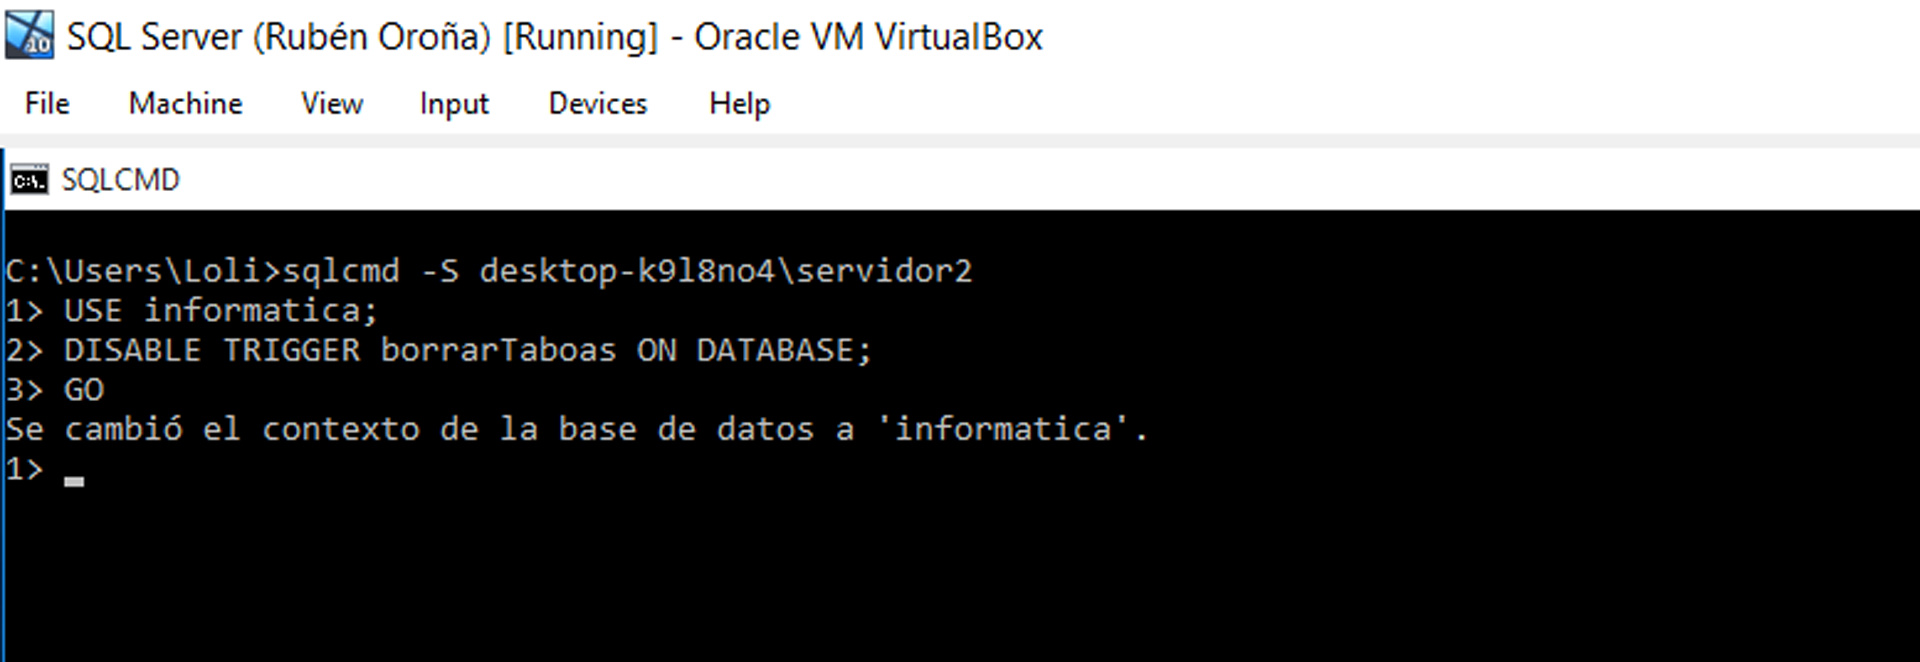 SQL Server (Rubén Oroña) [Running] - Oracle VM VirtualBox
File Machine View Input Devices Help
SQLCMD
C:\Users\Loli>sqlcmd -S desktop-k9l8no4\servidor2
1> USE informatica;
2> DISABLE TRIGGER borrarTaboas ON DATABASE;
3> GO
Se cambió el contexto de la base de datos a 'informatica'.
1>